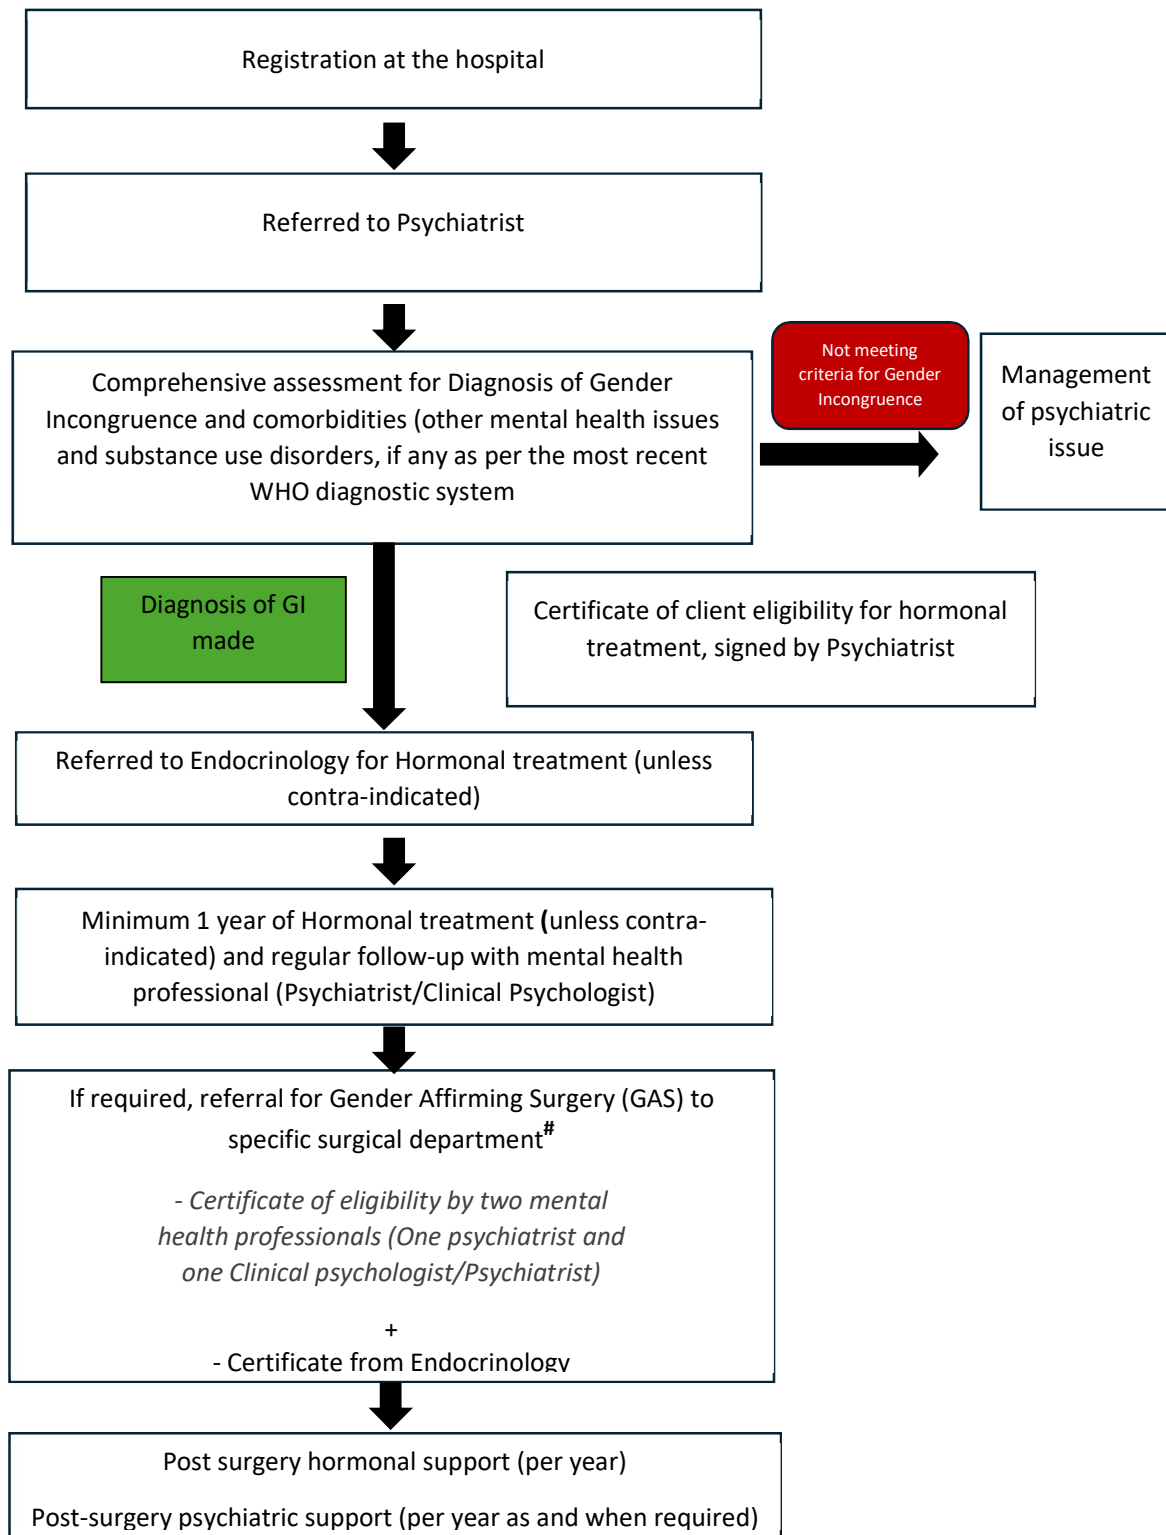 Registration at the hospital
Referred to Psychiatrist
Comprehensive assessment for Diagnosis of Gender
Incongruence and comorbidities (other mental health issues
and substance use disorders, if any as per the most recent
WHO diagnostic system
Not meeting
criteria for Gender
Incongruence
Management
of psychiatric
issue
Diagnosis of GI
made
Certificate of client eligibility for hormonal
treatment, signed by Psychiatrist
Referred to Endocrinology for Hormonal treatment (unless
contra-indicated)
Minimum 1 year of Hormonal treatment (unless contra-
indicated) and regular follow-up with mental health
professional (Psychiatrist/Clinical Psychologist)
If required, referral for Gender Affirming Surgery (GAS) to
specific surgical department#
- Certificate of eligibility by two mental
health professionals (One psychiatrist and
one Clinical psychologist/Psychiatrist)
+
- Certificate from Endocrinology
Post surgery hormonal support (per year)
Post-surgery psychiatric support (per year as and when required)